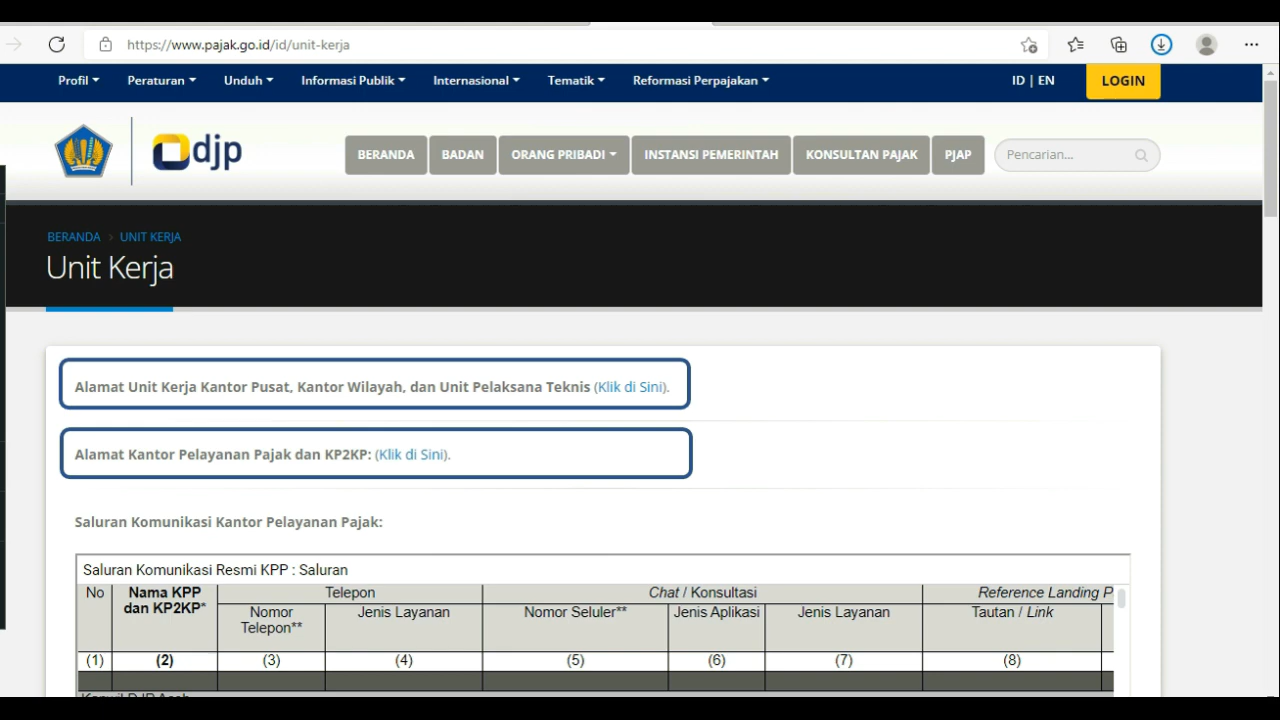 https://www.pajak.go.id/id/unit-kerja
Profil Peraturan Unduh Informasi Publik Internasional Tematik Reformasi Perpajakan ID | EN LOGIN
djp BERANDA BADAN ORANG PRIBADI INSTANSI PEMERINTAH KONSULTAN PAJAK PJAP Pencarian...
BERANDA > UNIT KERJA
Unit Kerja
Alamat Unit Kerja Kantor Pusat, Kantor Wilayah, dan Unit Pelaksana Teknis (Klik di Sini).
Alamat Kantor Pelayanan Pajak dan KP2KP: (Klik di Sini).
Saluran Komunikasi Kantor Pelayanan Pajak:
Saluran Komunikasi Resmi KPP : Saluran
No Nama KPP dan KP2KP* Telepon Chat / Konsultasi Reference Landing P
Nomor Telepon** Jenis Layanan Nomor Seluler** Jenis Aplikasi Jenis Layanan Tautan / Link
(1) (2) (3) (4) (5) (6) (7) (8)
Kanwil DJP Aceh